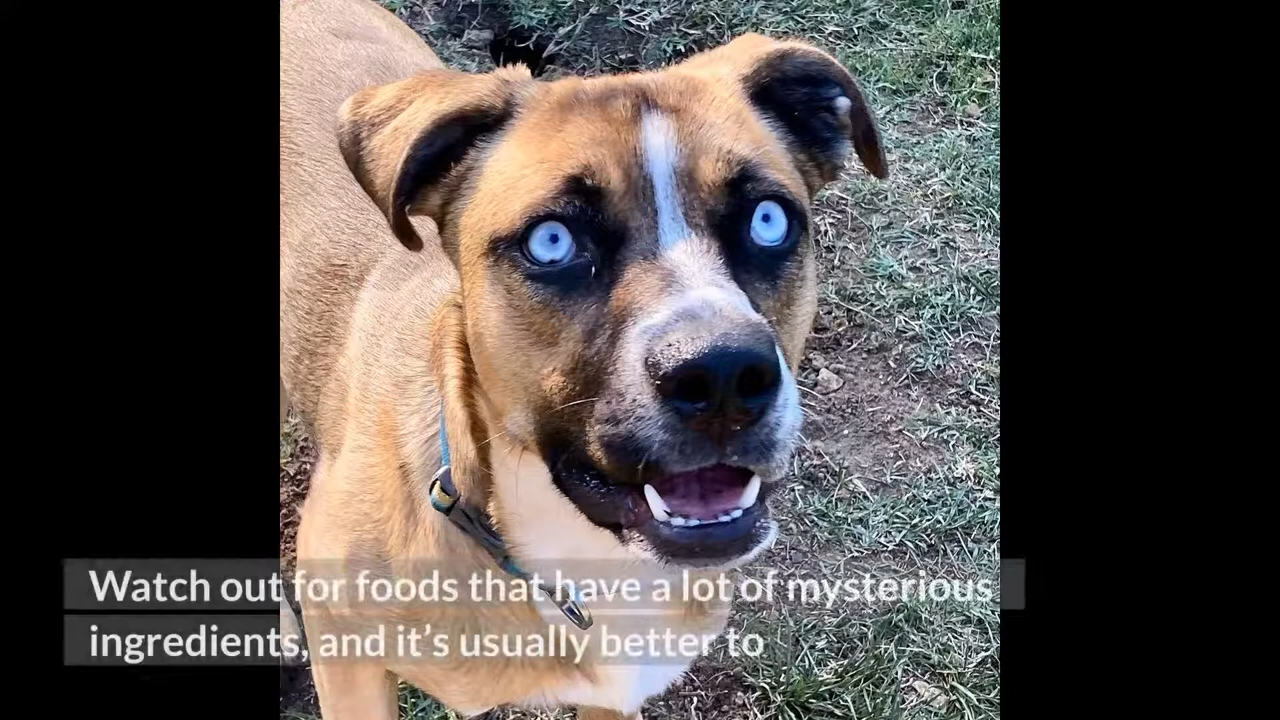 Watch out for foods that have a lot of mysterious
ingredients, and it’s usually better to